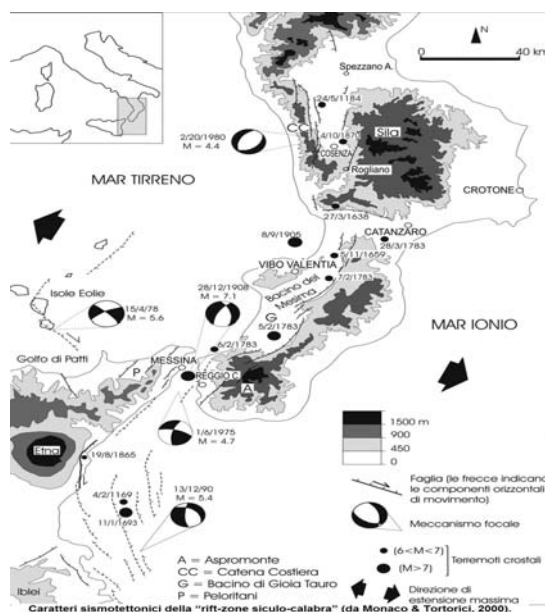 N
0 40 km
Spezzano A.
24/5/1184
2/20/1980
M = 4.4
C
4/10/1870
COSENZA
Sila
Rogliano
MAR TIRRENO
CROTONE
27/3/1638
CATANZARO
28/3/1783
8/9/1905
5/11/1659
VIBO VALENTIA
7/2/1783
28/12/1908
M = 7.1
Bacino del
Mesima
Isole Eolie
15/4/78
M = 5.6
G
5/2/1783
MAR IONIO
6/2/1783
Golfo di Patti
MESSINA
P
REGGIO C.
A
1/6/1975
M = 4.7
Etna
19/8/1865
1500 m
900
450
0
13/12/90
M = 5.4
4/2/1169
11/1/1693
Faglia (le frecce indicano
le componenti orizzontali
di movimento)
Meccanismo focale
A = Aspromonte
CC = Catena Costiera
G = Bacino di Gioia Tauro
P = Peloritani
(6<M<7)
(M>7)
Terremoti crostali
Direzione di
estensione massima
Iblei
Caratteri sismotettonici della "rift-zone siculo-calabra" (da Monaco & Tortorici, 2000).